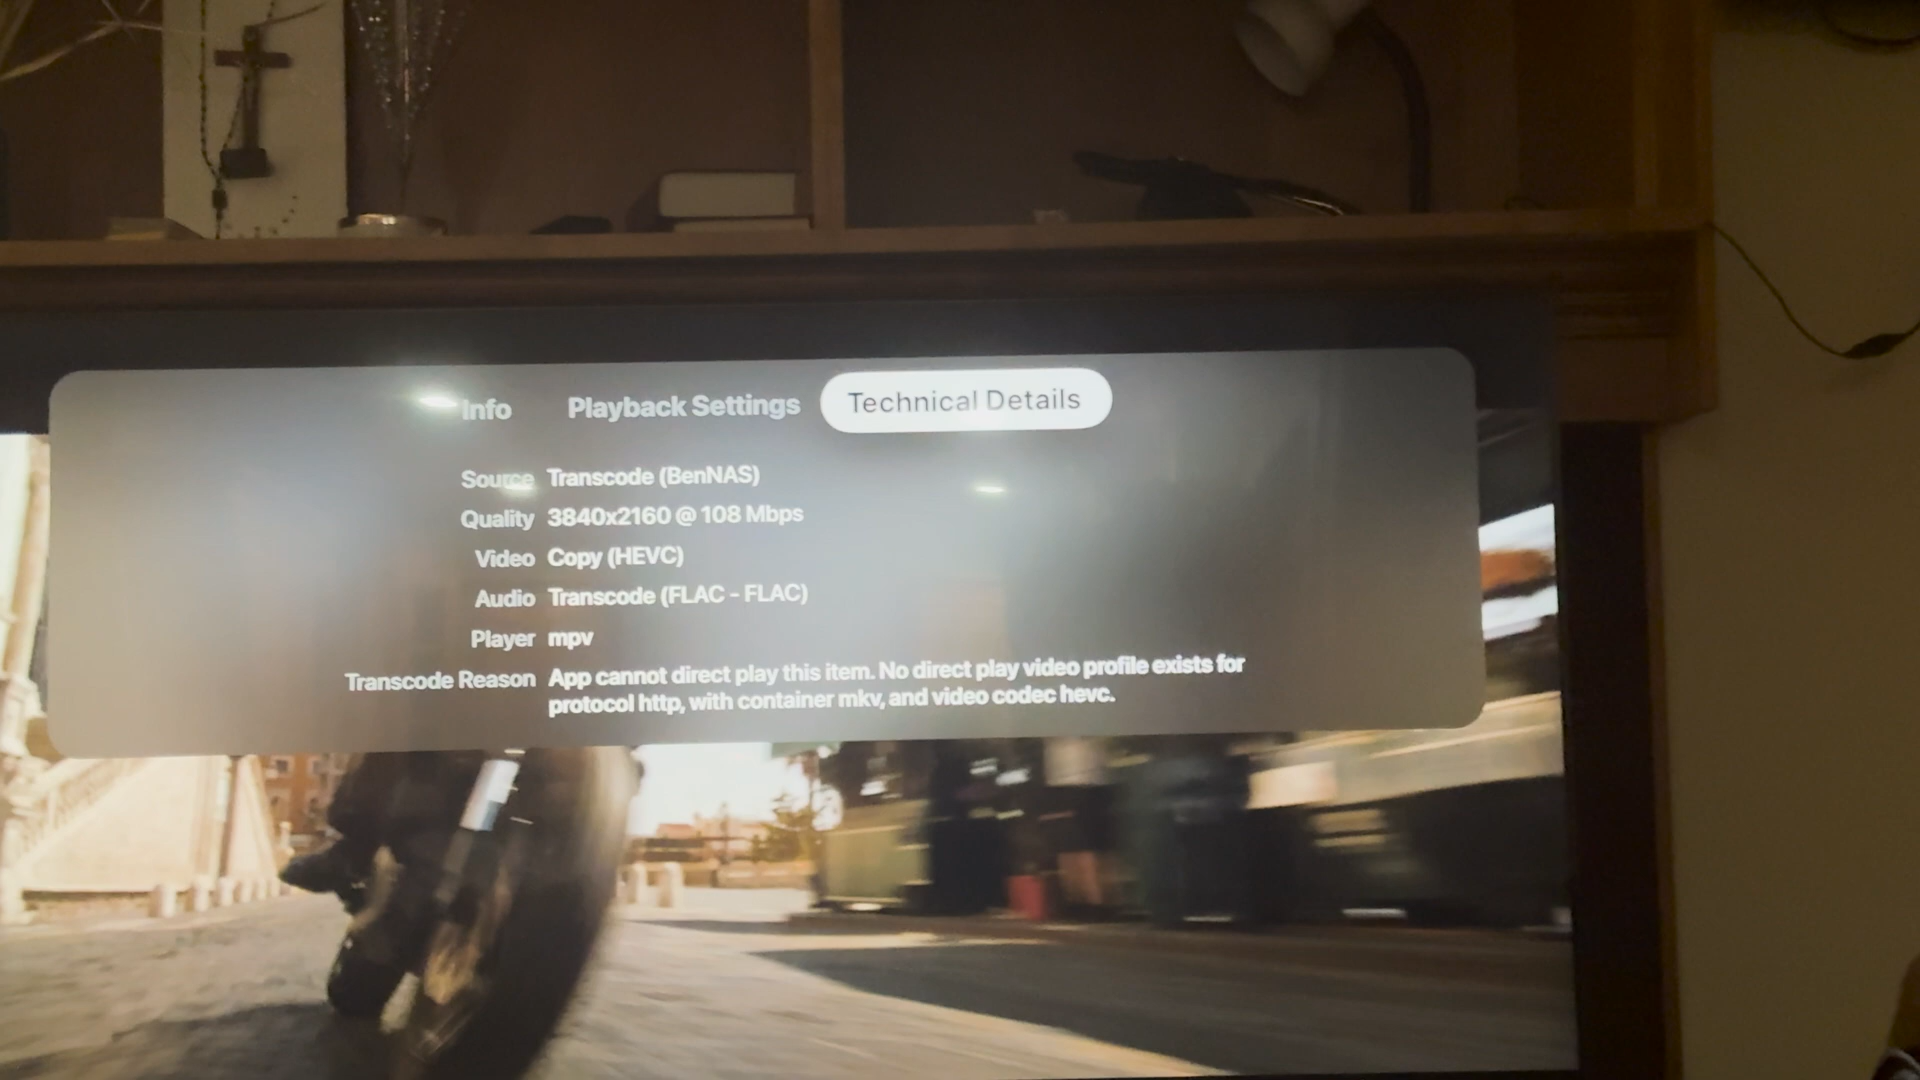 Info Playback Settings Technical Details
Source Transcode (BenNAS)
Quality 3840x2160 @ 108 Mbps
Video Copy (HEVC)
Audio Transcode (FLAC - FLAC)
Player mpv
Transcode Reason App cannot direct play this item. No direct play video profile exists for
protocol http, with container mkv, and video codec hevc.